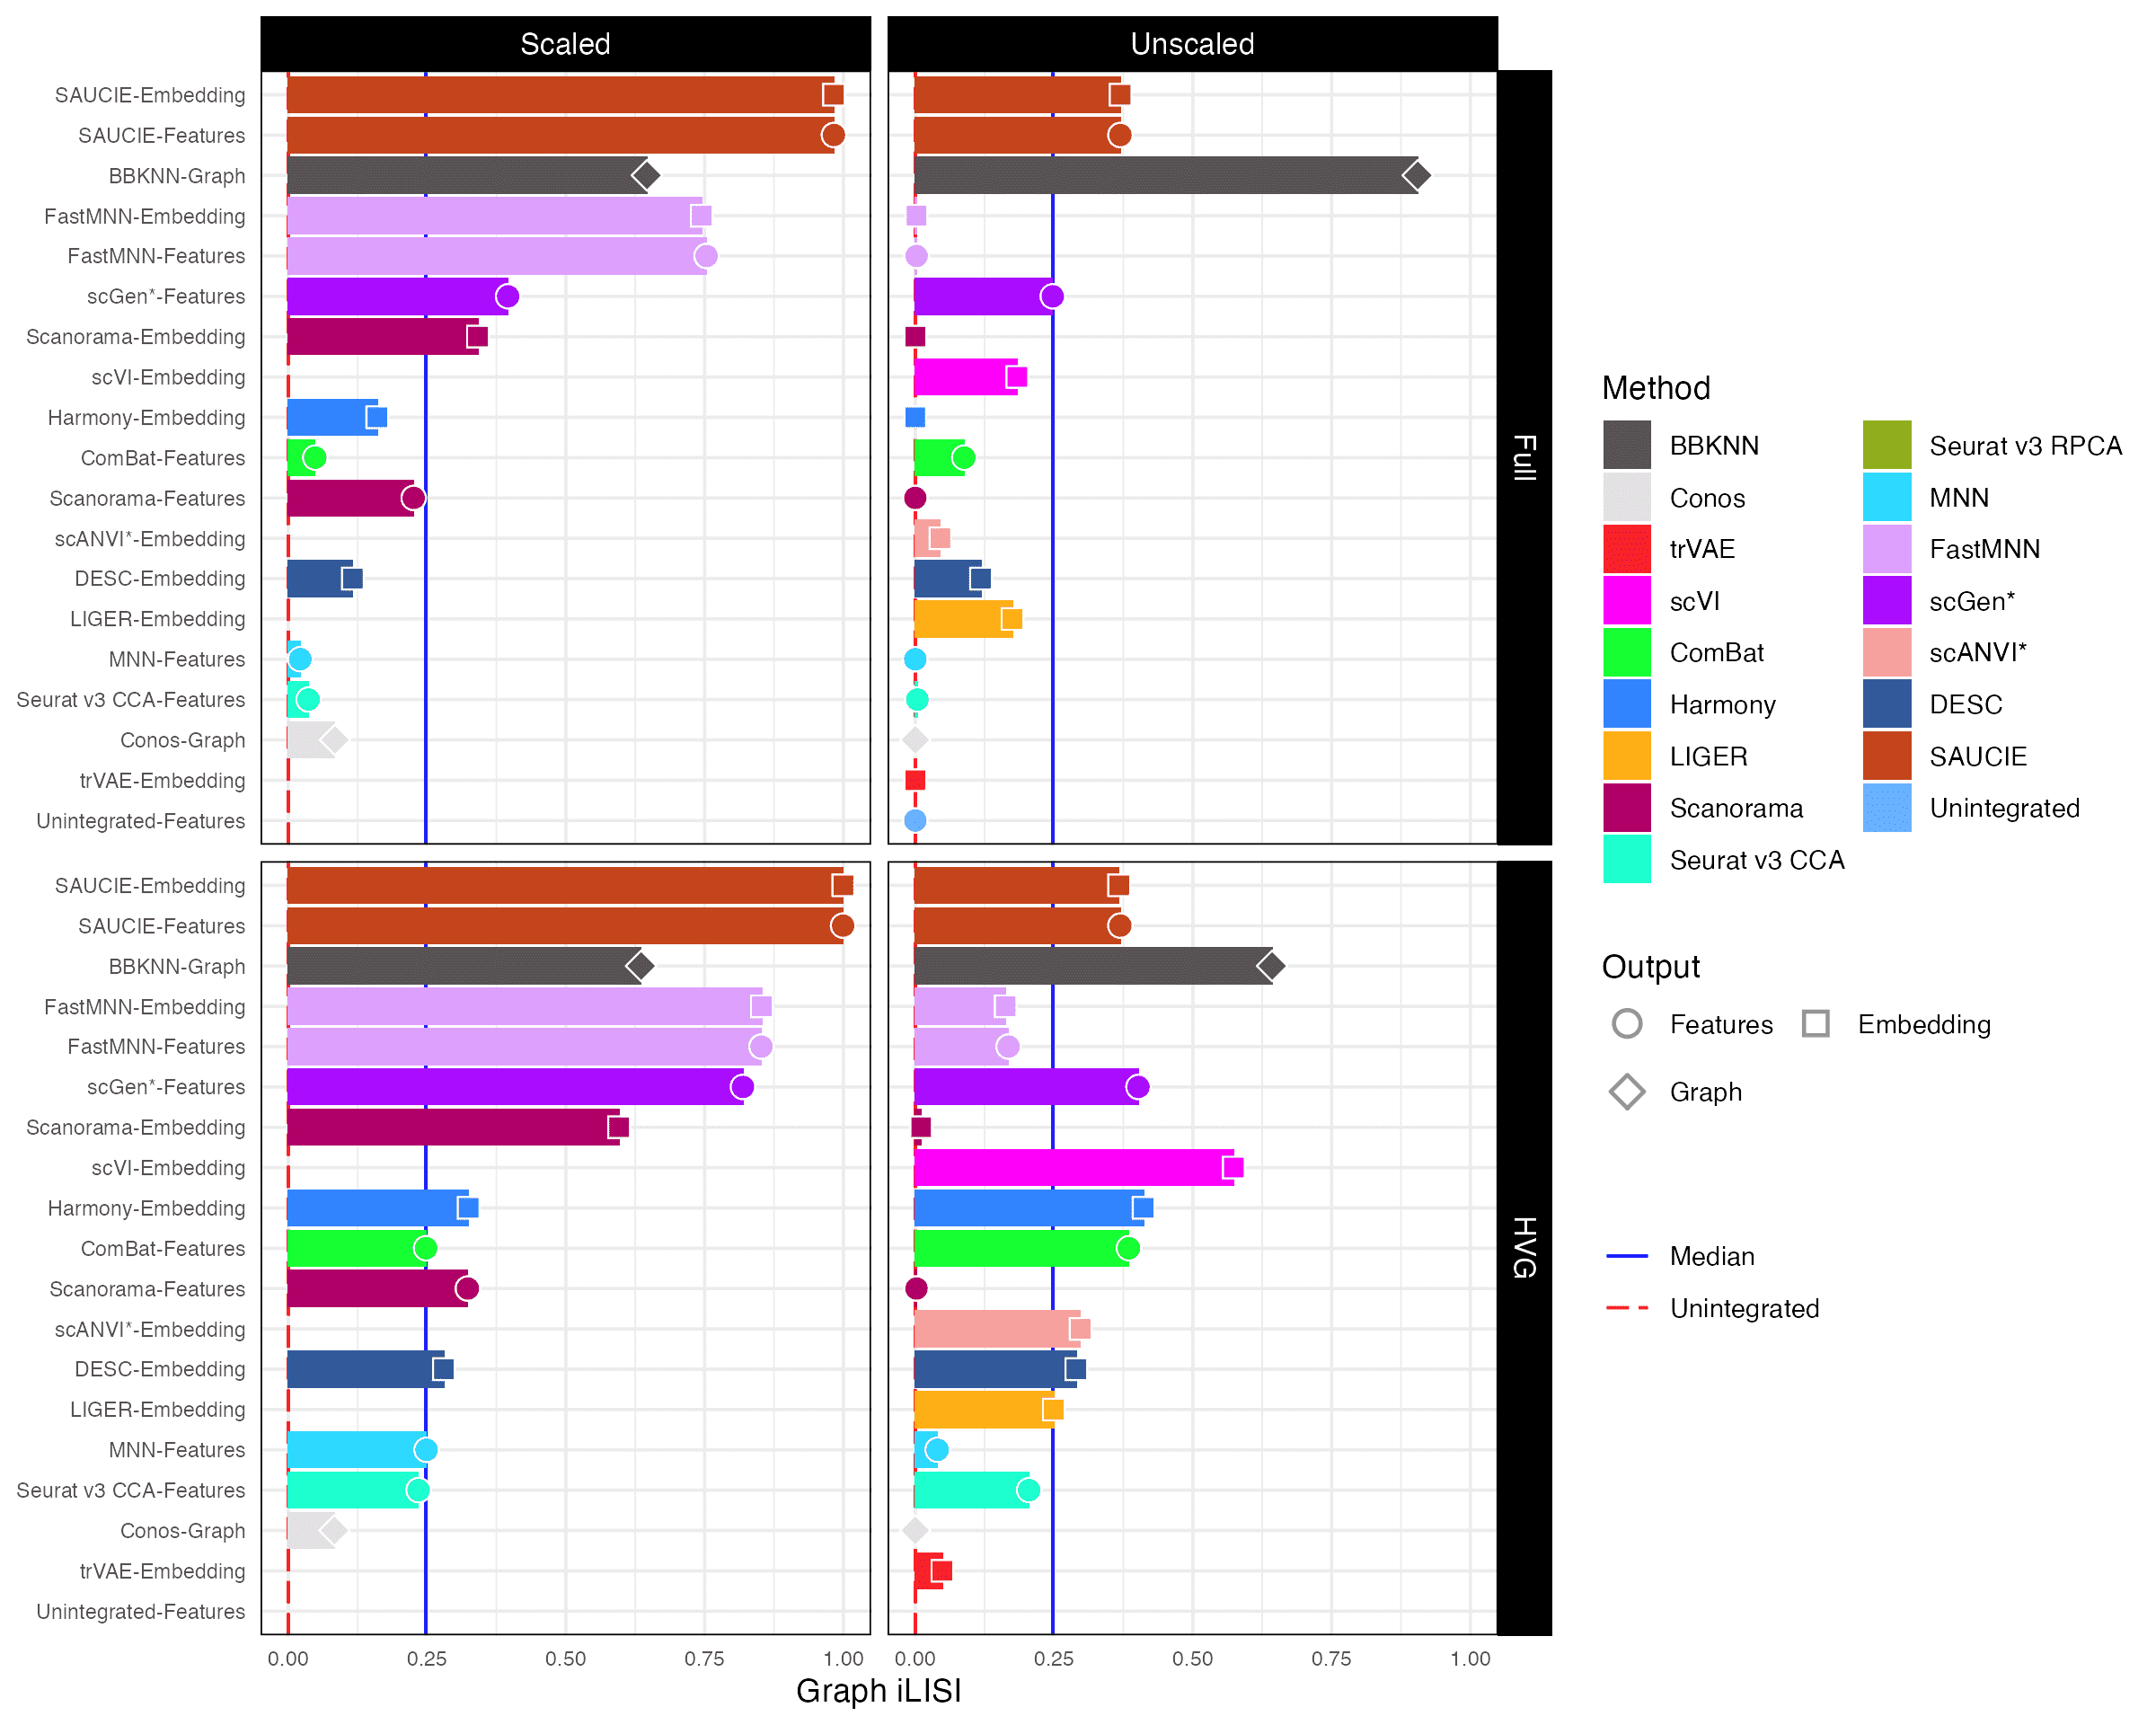 Scaled
Unscaled
SAUCIE-Embedding
SAUCIE-Features
BBKNN-Graph
FastMNN-Embedding
FastMNN-Features
scGen*-Features
Scanorama-Embedding
scVI-Embedding
Harmony-Embedding
ComBat-Features
Scanorama-Features
scANVI*-Embedding
DESC-Embedding
LIGER-Embedding
MNN-Features
Seurat v3 CCA-Features
Conos-Graph
trVAE-Embedding
Unintegrated-Features
Full
SAUCIE-Embedding
SAUCIE-Features
BBKNN-Graph
FastMNN-Embedding
FastMNN-Features
scGen*-Features
Scanorama-Embedding
scVI-Embedding
Harmony-Embedding
ComBat-Features
Scanorama-Features
scANVI*-Embedding
DESC-Embedding
LIGER-Embedding
MNN-Features
Seurat v3 CCA-Features
Conos-Graph
trVAE-Embedding
Unintegrated-Features
HVG
0.00 0.25 0.50 0.75 1.00
0.00 0.25 0.50 0.75 1.00
Graph iLISI
Method
BBKNN
Conos
trVAE
scVI
ComBat
Harmony
LIGER
Scanorama
Seurat v3 CCA
Seurat v3 RPCA
MNN
FastMNN
scGen*
scANVI*
DESC
SAUCIE
Unintegrated
Output
Features
Embedding
Graph
Median
Unintegrated